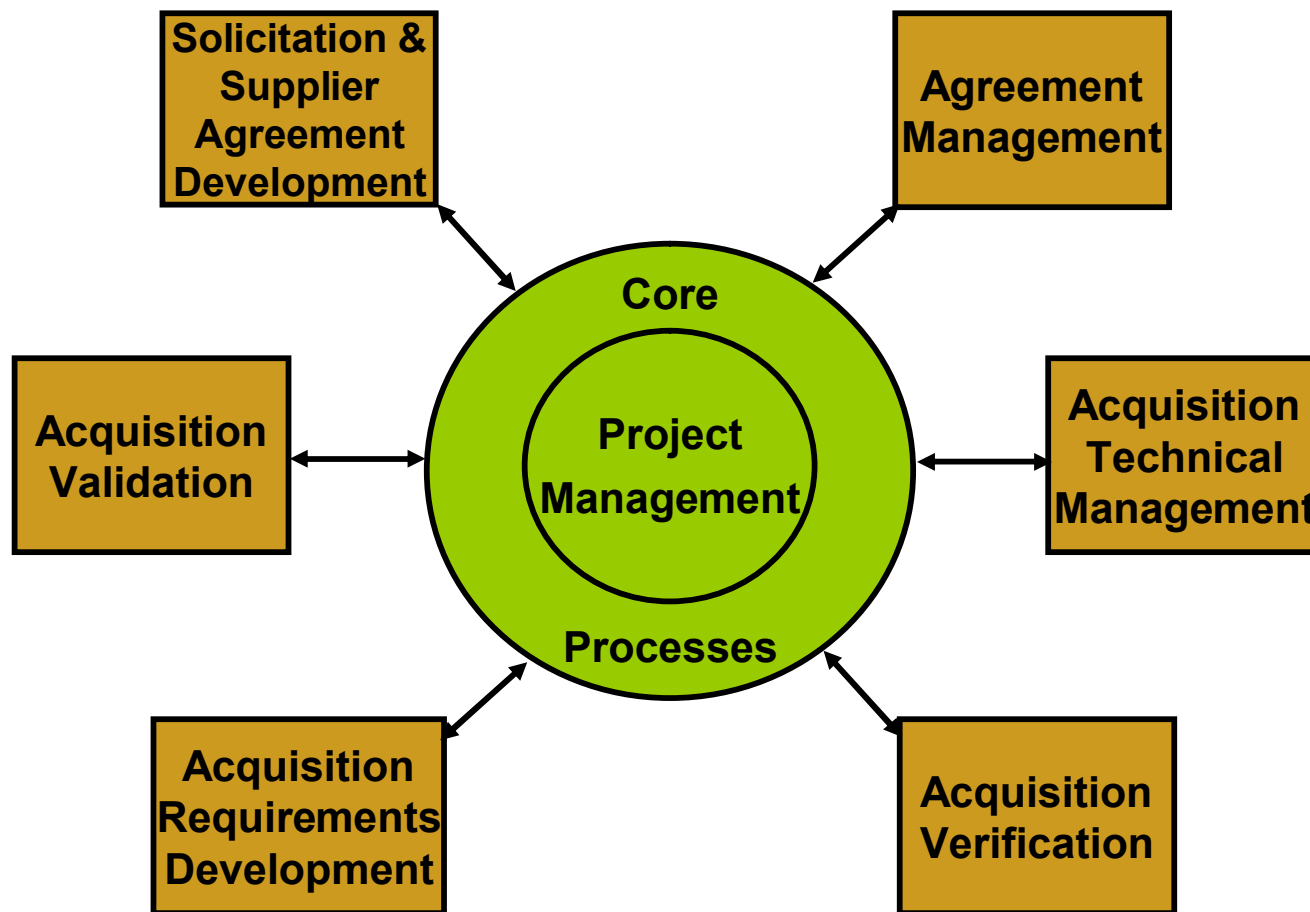 Solicitation &
Supplier
Agreement
Development
Agreement
Management
Core
Project
Management
Processes
Acquisition
Validation
Acquisition
Technical
Management
Acquisition
Requirements
Development
Acquisition
Verification